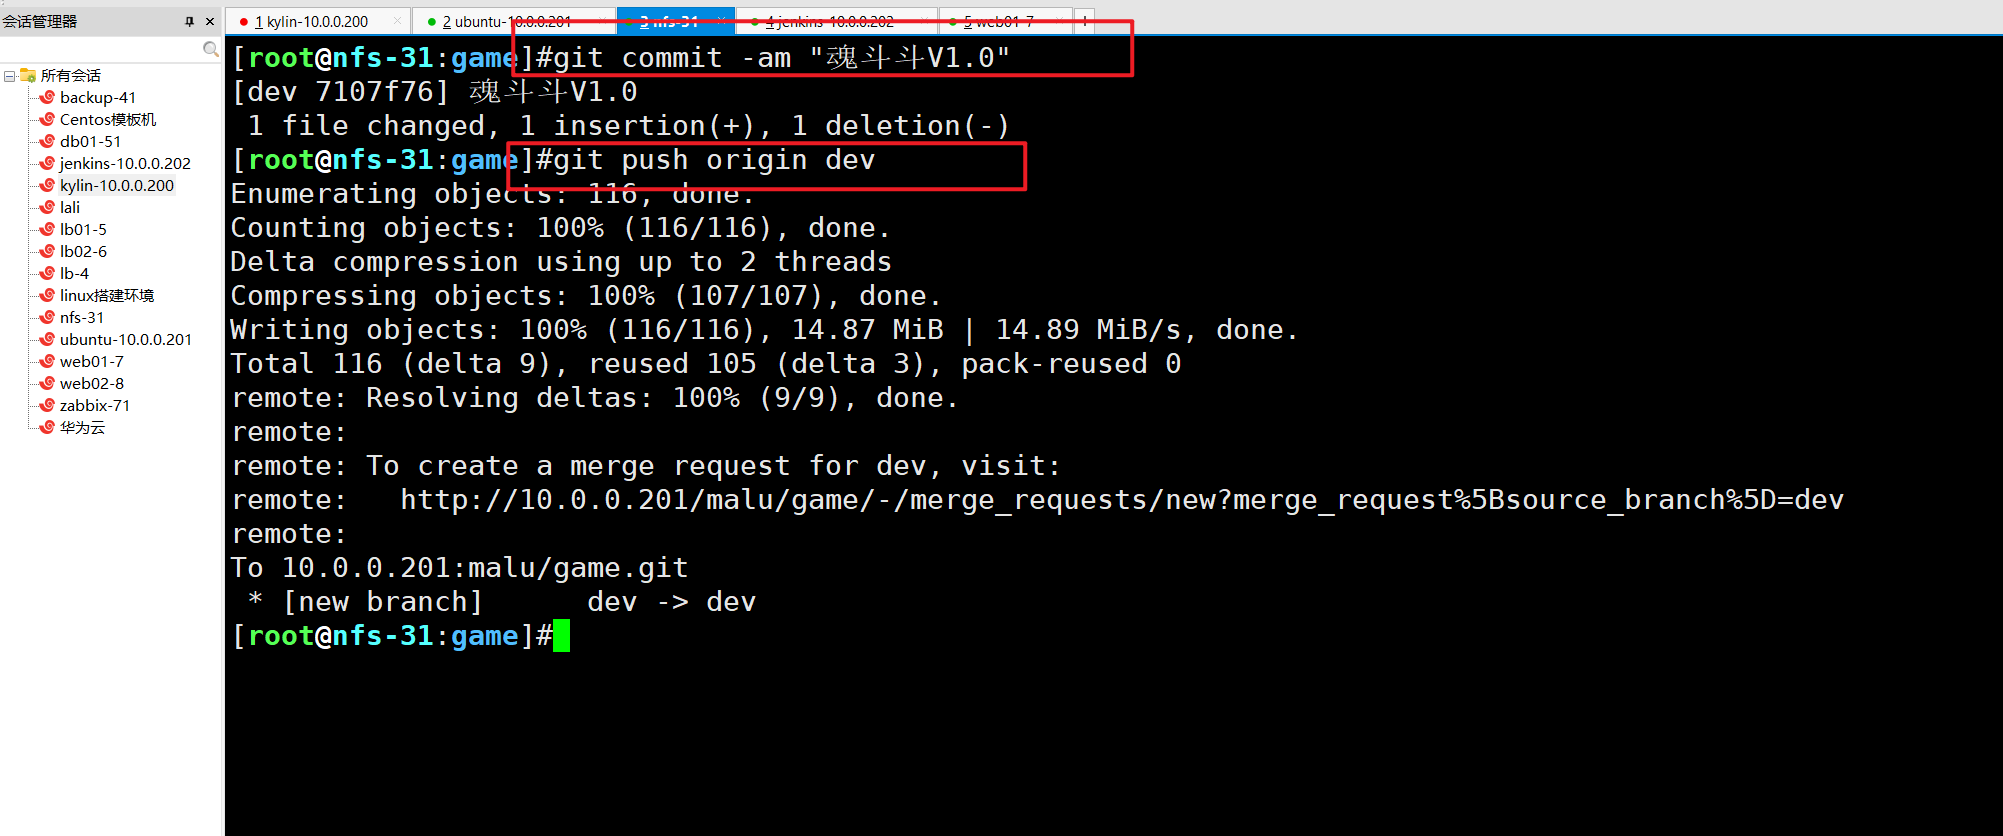 会话管理器
所有会话
backup-41
Centos模板机
db01-51
jenkins-10.0.0.202
kylin-10.0.0.200
lali
lb01-5
lb02-6
lb-4
linux搭建环境
nfs-31
ubuntu-10.0.0.201
web01-7
web02-8
zabbix-71
华为云
1 kylin-10.0.0.200
2 ubuntu-10.0.0.201
3 nfs-31
4 jenkins-10.0.0.202
5 web01-7
[root@nfs-31:game]#git commit -am "魂斗斗V1.0"
[dev 7107f76] 魂斗斗V1.0
1 file changed, 1 insertion(+), 1 deletion(-)
[root@nfs-31:game]#git push origin dev
Enumerating objects: 116, done.
Counting objects: 100% (116/116), done.
Delta compression using up to 2 threads
Compressing objects: 100% (107/107), done.
Writing objects: 100% (116/116), 14.87 MiB | 14.89 MiB/s, done.
Total 116 (delta 9), reused 105 (delta 3), pack-reused 0
remote: Resolving deltas: 100% (9/9), done.
remote:
remote: To create a merge request for dev, visit:
remote:   http://10.0.0.201/malu/game/-/merge_requests/new?merge_request%5Bsource_branch%5D=dev
remote:
To 10.0.0.201:malu/game.git
* [new branch]      dev -> dev
[root@nfs-31:game]#